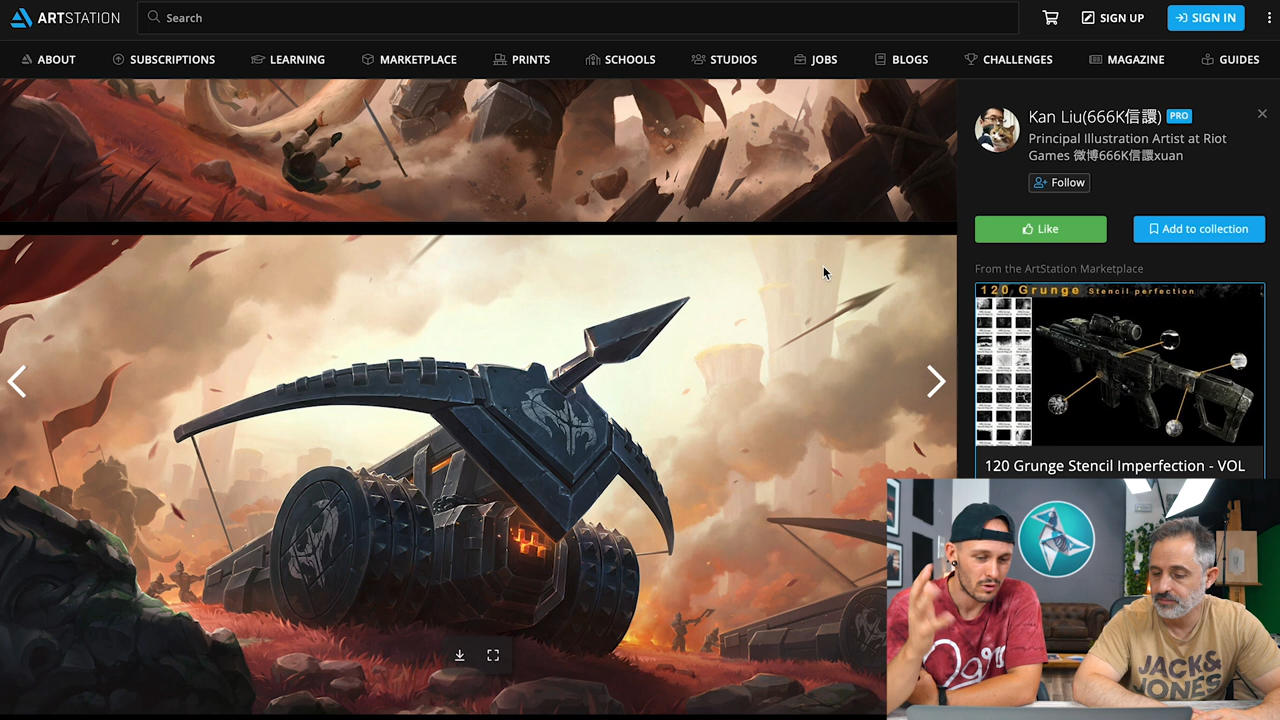 ARTSTATION
Search
SIGN UP
SIGN IN
ABOUT
SUBSCRIPTIONS
LEARNING
MARKETPLACE
PRINTS
SCHOOLS
STUDIOS
JOBS
BLOGS
CHALLENGES
MAGAZINE
GUIDES
Kan Liu(666K信譞) PRO
Principal Illustration Artist at Riot
Games 微博666K信譞xuan
Follow
Like
Add to collection
From the ArtStation Marketplace
120 Grunge Stencil perfection
120 Grunge Stencil Imperfection - VOL
JACK&
JONES